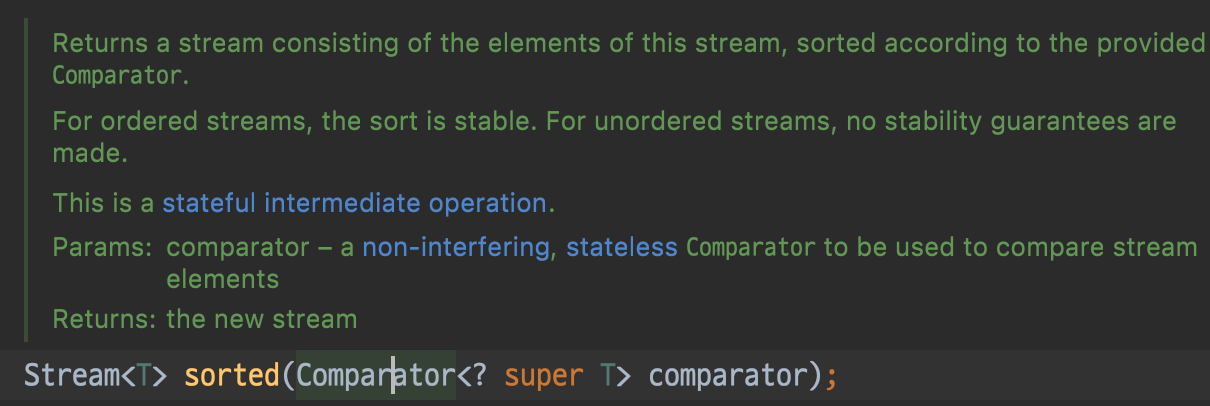 Returns a stream consisting of the elements of this stream, sorted according to the provided
Comparator.
For ordered streams, the sort is stable. For unordered streams, no stability guarantees are
made.
This is a stateful intermediate operation.
Params: comparator – a non-interfering, stateless Comparator to be used to compare stream
elements
Returns: the new stream
Stream<T> sorted(Comparator<? super T> comparator);